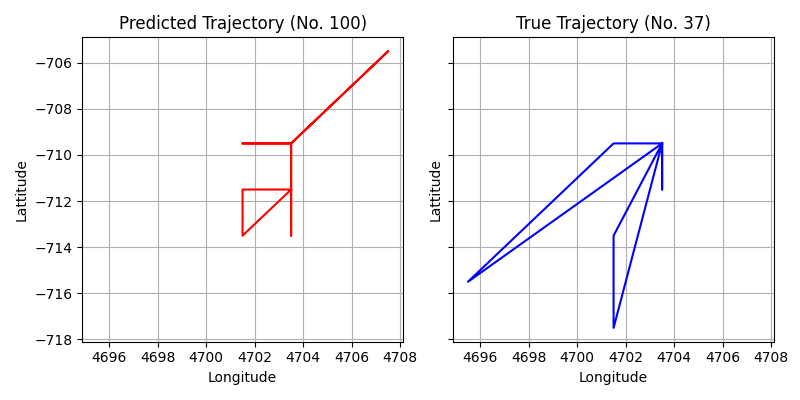 Predicted Trajectory (No. 100)
True Trajectory (No. 37)
Lattitude
−706
−708
−710
−712
−714
−716
−718
4696 4698 4700 4702 4704 4706 4708
Longitude
Lattitude
4696 4698 4700 4702 4704 4706 4708
Longitude